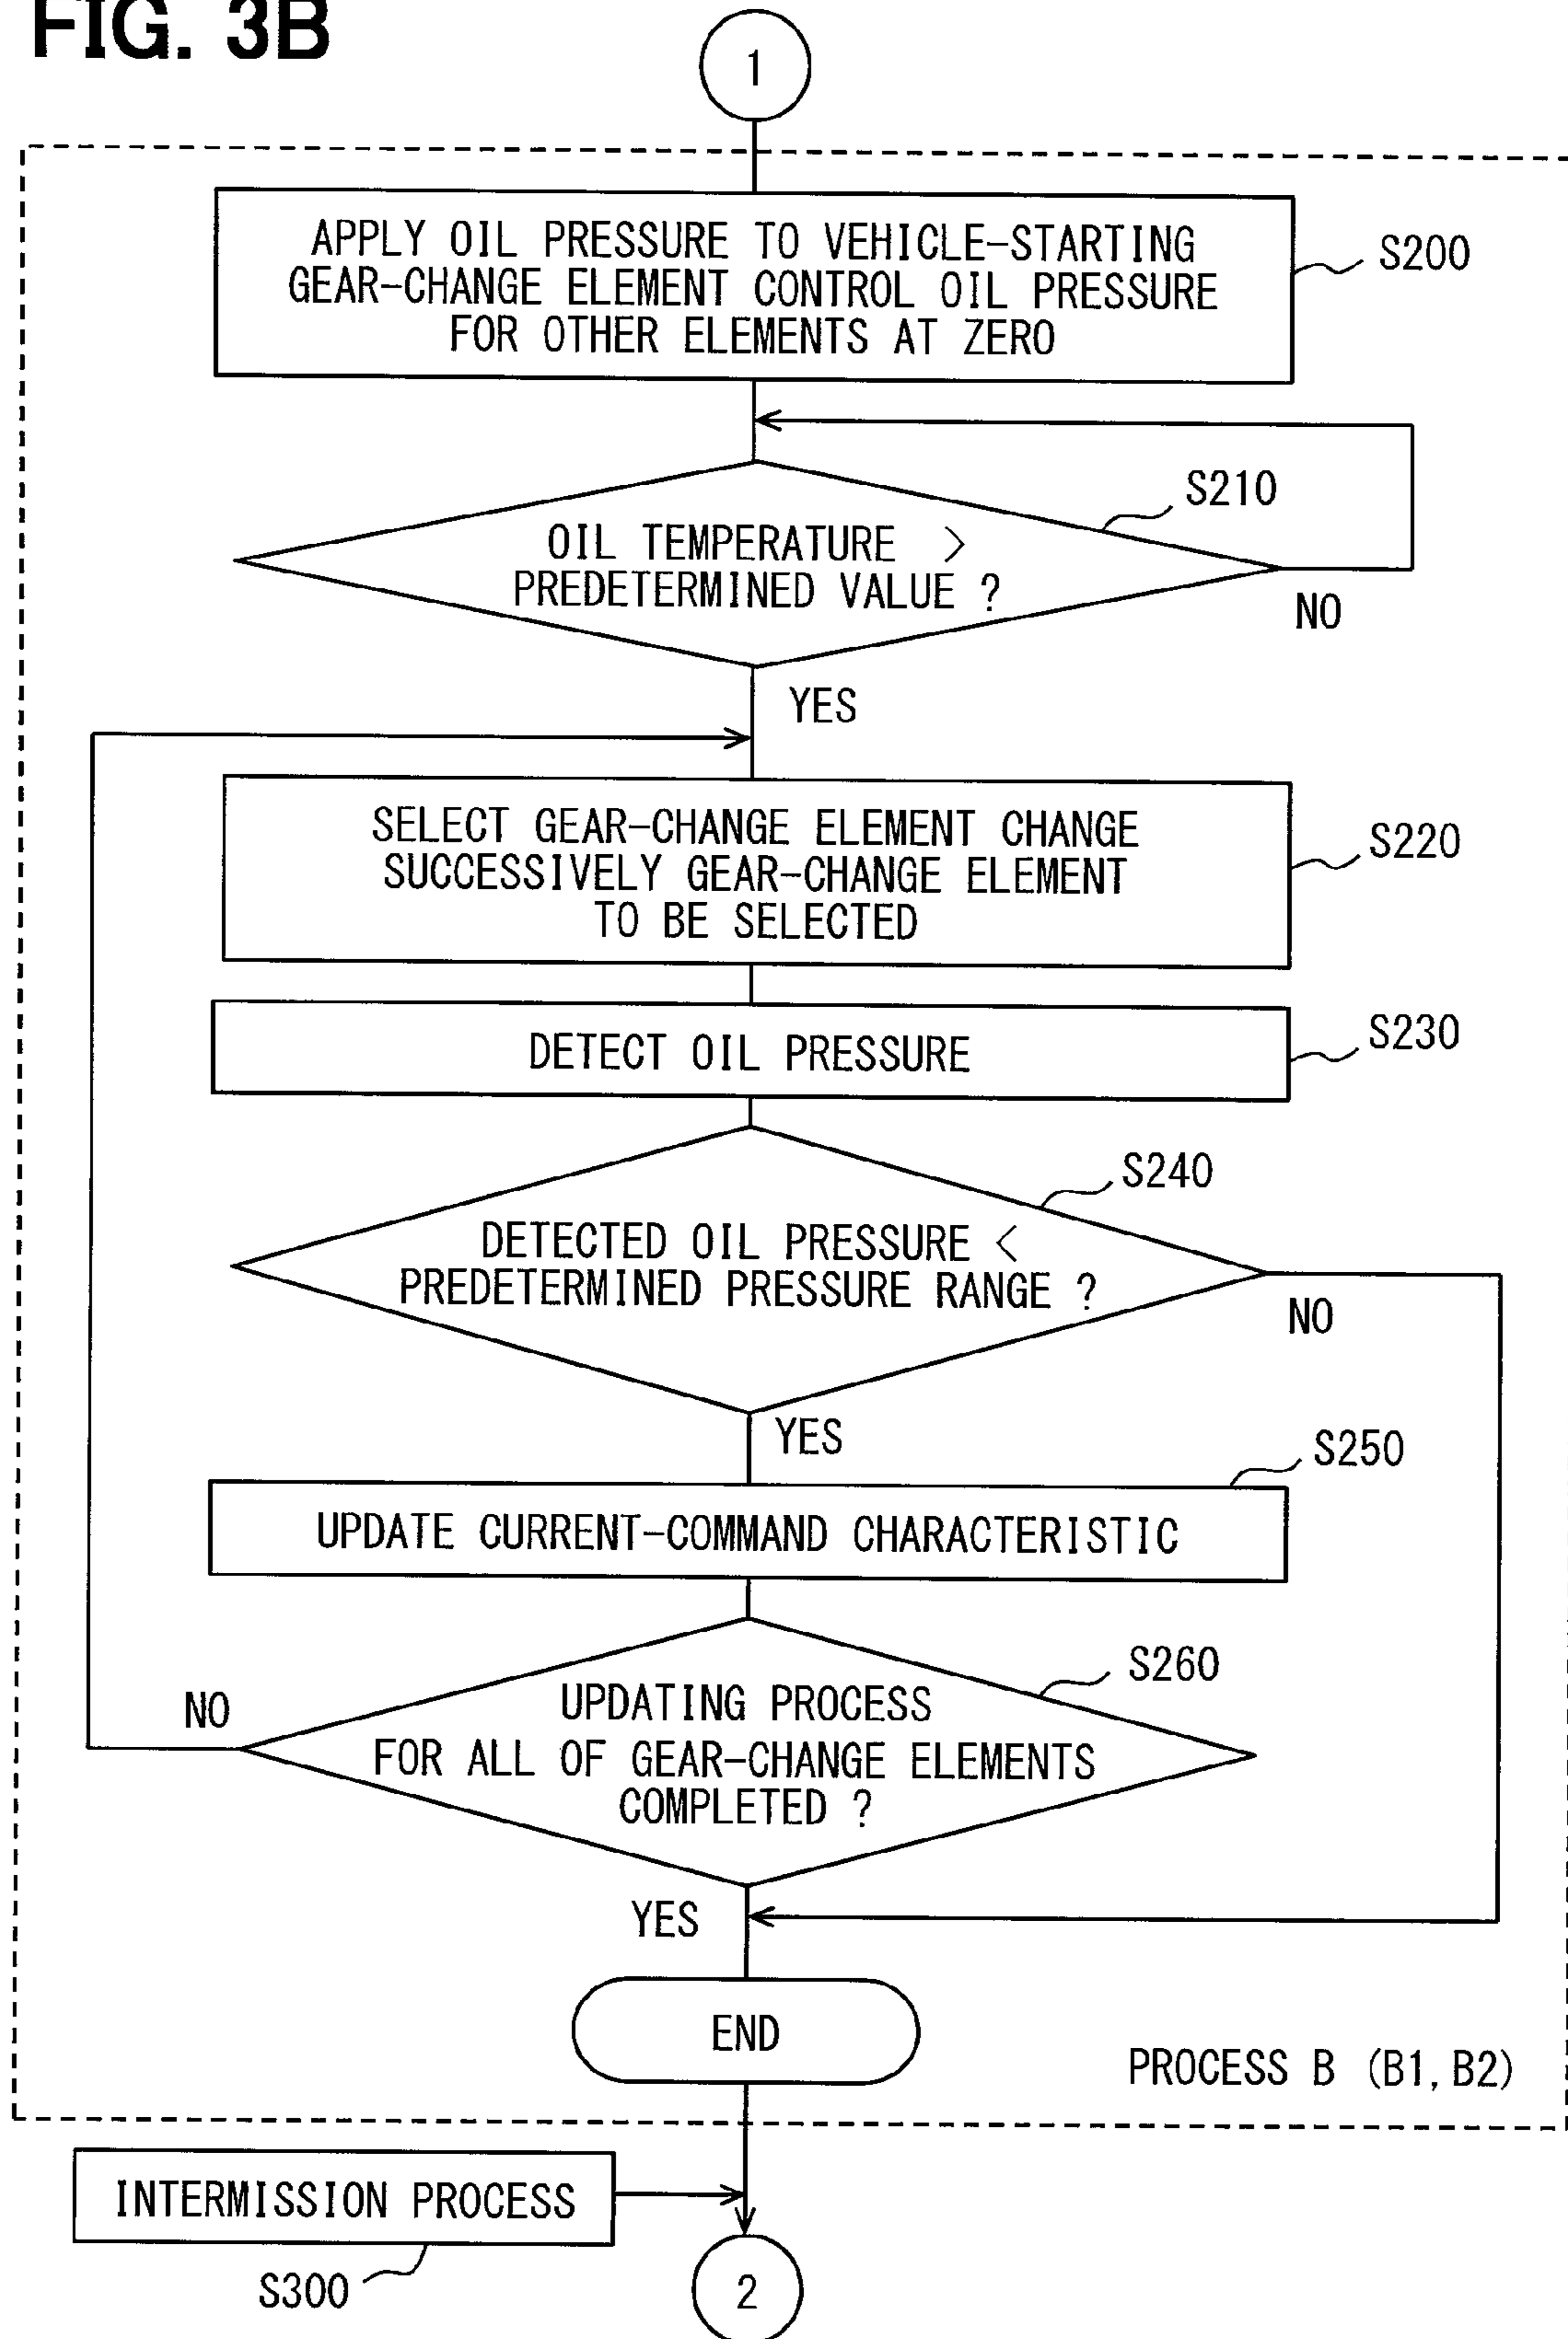 FIG. 3B
1
APPLY OIL PRESSURE TO VEHICLE-STARTING
GEAR-CHANGE ELEMENT CONTROL OIL PRESSURE
FOR OTHER ELEMENTS AT ZERO
S200
S210
OIL TEMPERATURE >
PREDETERMINED VALUE ?
NO
YES
SELECT GEAR-CHANGE ELEMENT CHANGE
SUCCESSIVELY GEAR-CHANGE ELEMENT
TO BE SELECTED
S220
DETECT OIL PRESSURE
S230
S240
DETECTED OIL PRESSURE <
PREDETERMINED PRESSURE RANGE ?
NO
YES
S250
UPDATE CURRENT-COMMAND CHARACTERISTIC
S260
NO
UPDATING PROCESS
FOR ALL OF GEAR-CHANGE ELEMENTS
COMPLETED ?
YES
END
PROCESS B (B1, B2)
INTERMISSION PROCESS
S300
2